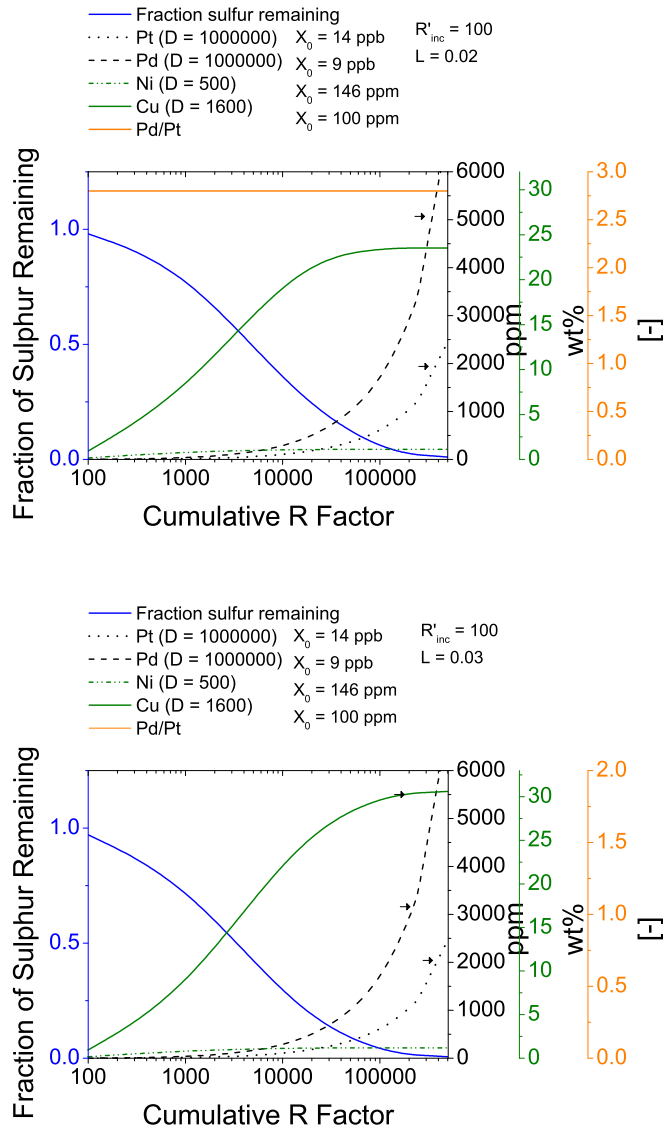 Fraction sulfur remaining
Pt (D = 1000000) X0 = 14 ppb
Pd (D = 1000000) X0 = 9 ppb
Ni (D = 500) X0 = 146 ppm
Cu (D = 1600) X0 = 100 ppm
Pd/Pt
R'inc = 100
L = 0.02
Fraction of Sulphur Remaining
1.0
0.5
0.0
6000
5000
4000
3000
2000
1000
0
ppm
30
25
20
15
10
5
0
wt%
3.0
2.5
2.0
1.5
1.0
0.5
0.0
[-]
100 1000 10000 100000
Cumulative R Factor
Fraction sulfur remaining
Pt (D = 1000000) X0 = 14 ppb
Pd (D = 1000000) X0 = 9 ppb
Ni (D = 500) X0 = 146 ppm
Cu (D = 1600) X0 = 100 ppm
Pd/Pt
R'inc = 100
L = 0.03
Fraction of Sulphur Remaining
1.0
0.5
0.0
6000
5000
4000
3000
2000
1000
0
ppm
30
25
20
15
10
5
0
wt%
2.0
1.5
1.0
0.5
0.0
[-]
100 1000 10000 100000
Cumulative R Factor